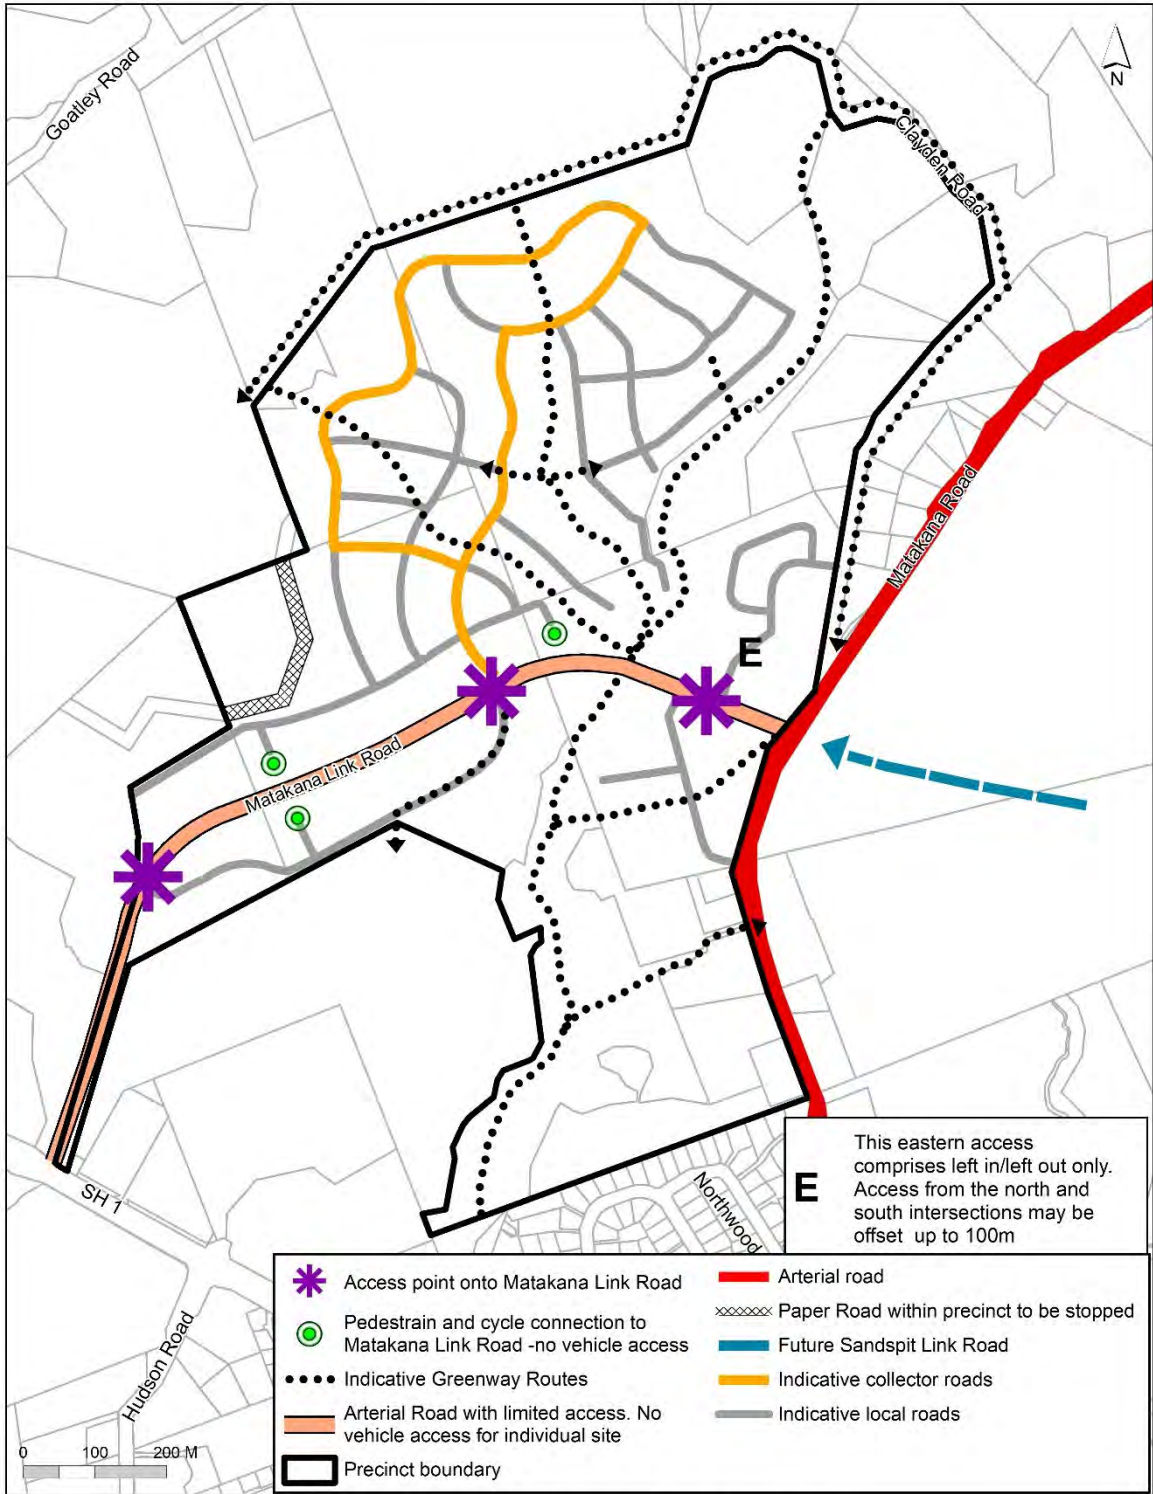 Goatley Road
N
Clayden Road
Matakana Road
E
Matakana Link Road
SH 1
Northwood
Hudson Road
E
This eastern access
comprises left in/left out only.
Access from the north and
south intersections may be
offset up to 100m
Access point onto Matakana Link Road
Pedestrain and cycle connection to
Matakana Link Road -no vehicle access
Indicative Greenway Routes
Arterial Road with limited access. No
vehicle access for individual site
Precinct boundary
Arterial road
Paper Road within precinct to be stopped
Future Sandspit Link Road
Indicative collector roads
Indicative local roads
0 100 200 M